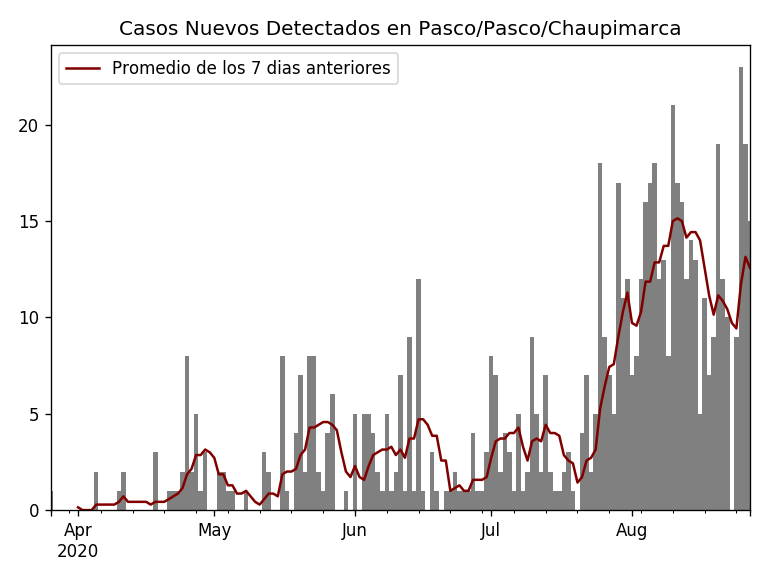 Casos Nuevos Detectados en Pasco/Pasco/Chaupimarca
Promedio de los 7 dias anteriores
20
15
10
5
0
Apr May Jun Jul Aug
2020